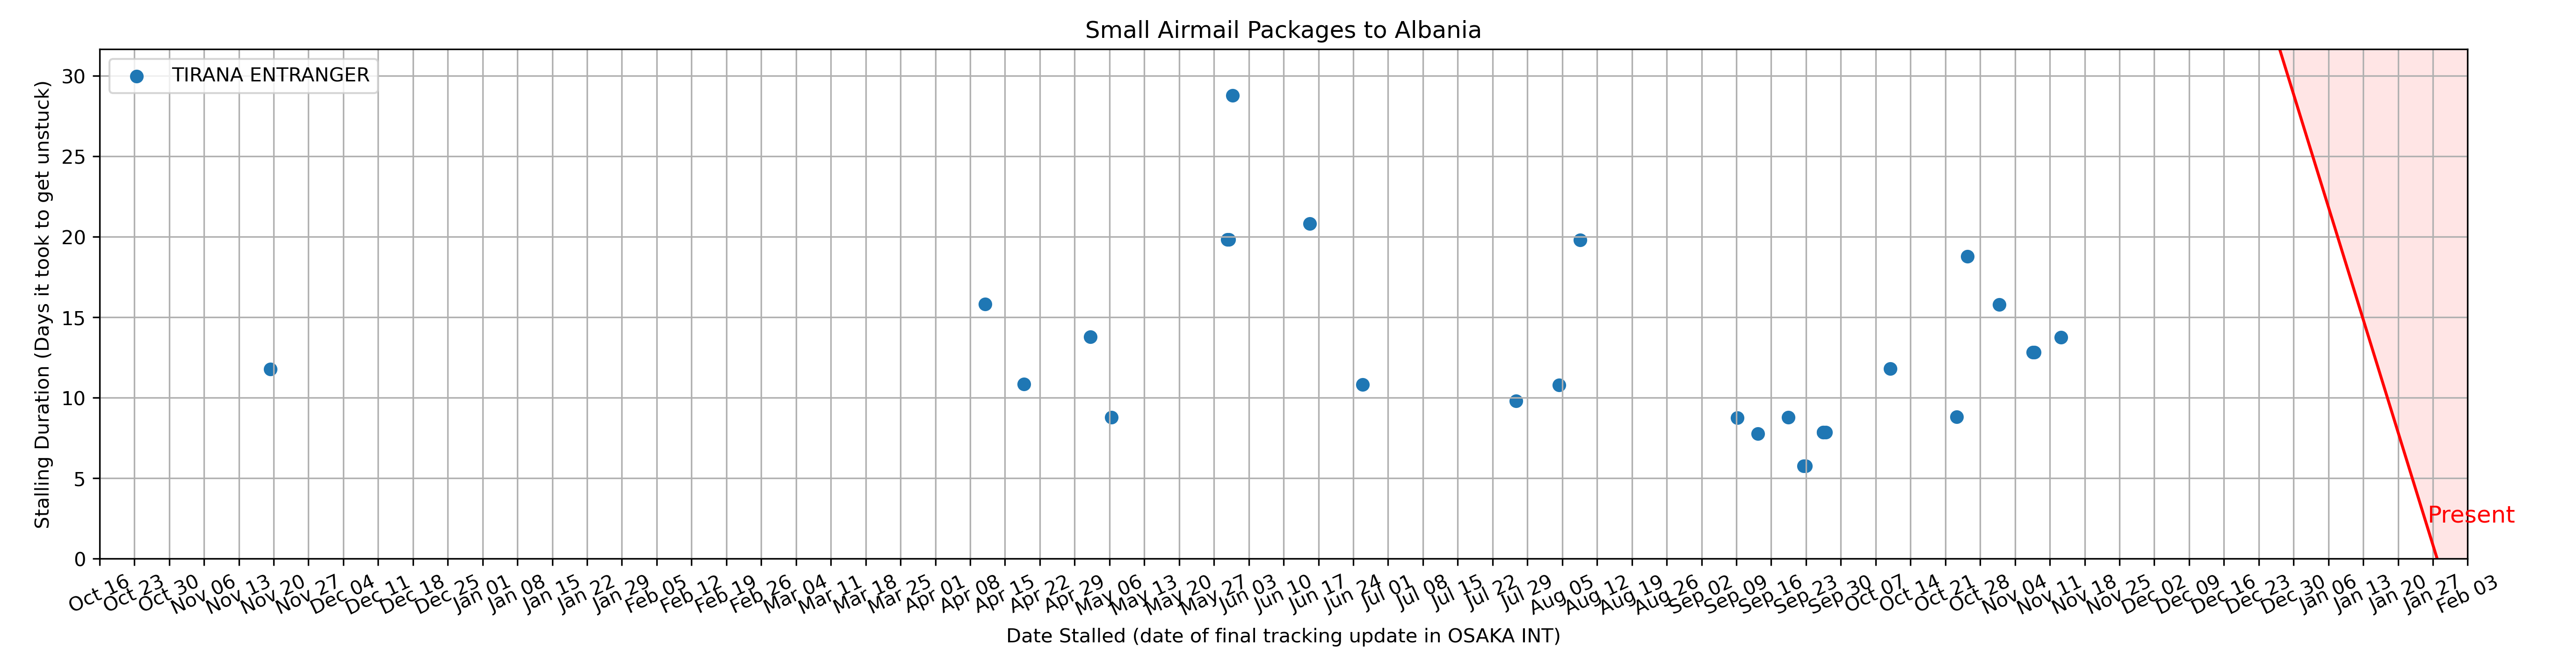 Small Airmail Packages to Albania
TIRANA ENTRANGER
Stalling Duration (Days it took to get unstuck)
30
25
20
15
10
5
0
Present
Oct 16
Oct 23
Oct 30
Nov 06
Nov 13
Nov 20
Nov 27
Dec 04
Dec 11
Dec 18
Dec 25
Jan 01
Jan 08
Jan 15
Jan 22
Jan 29
Feb 05
Feb 12
Feb 19
Feb 26
Mar 04
Mar 11
Mar 18
Mar 25
Apr 01
Apr 08
Apr 15
Apr 22
Apr 29
May 06
May 13
May 20
May 27
Jun 03
Jun 10
Jun 17
Jun 24
Jul 01
Jul 08
Jul 15
Jul 22
Jul 29
Aug 05
Aug 12
Aug 19
Aug 26
Sep 02
Sep 09
Sep 16
Sep 23
Sep 30
Oct 07
Oct 14
Oct 21
Oct 28
Nov 04
Nov 11
Nov 18
Nov 25
Dec 02
Dec 09
Dec 16
Dec 23
Dec 30
Jan 06
Jan 13
Jan 20
Jan 27
Feb 03
Date Stalled (date of final tracking update in OSAKA INT)